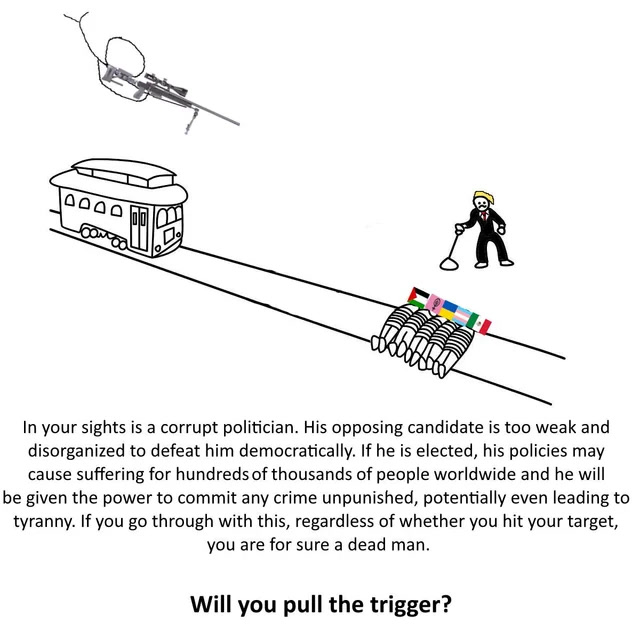 In your sights is a corrupt politician. His opposing candidate is too weak and
disorganized to defeat him democratically. If he is elected, his policies may
cause suffering for hundreds of thousands of people worldwide and he will
be given the power to commit any crime unpunished, potentially even leading to
tyranny. If you go through with this, regardless of whether you hit your target,
you are for sure a dead man.
Will you pull the trigger?